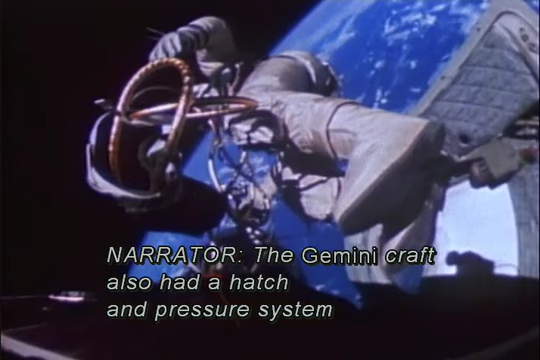 NARRATOR: The Gemini craft
also had a hatch
and pressure system